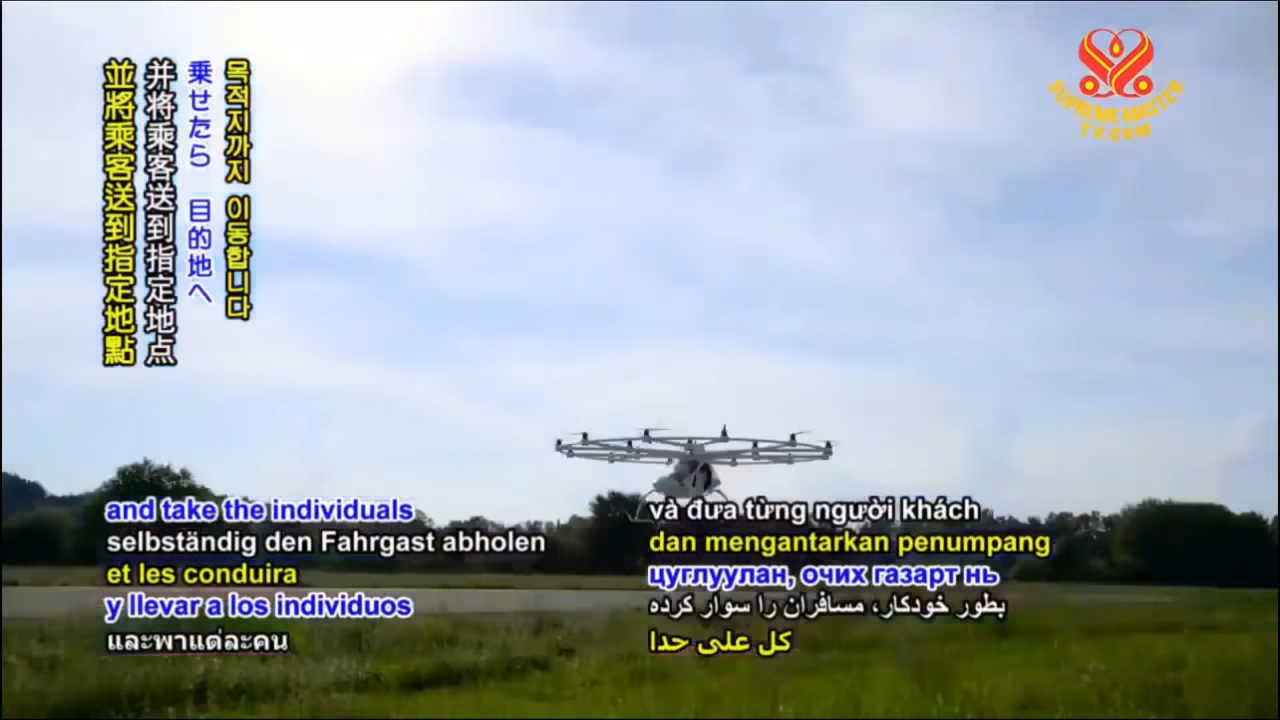 並將乘客送到指定地點
并将乘客送到指定地点
乗せたら 目的地へ
목적지까지 이동합니다
SUPREME MASTER
TV.COM
and take the individuals
selbständig den Fahrgast abholen
et les conduira
y llevar a los individuos
และพาแต่ละคน
và đưa từng người khách
dan mengantarkan penumpang
цуглуулан, очих газарт нь
بطور خودکار، مسافران را سوار کرده
كل على حدا